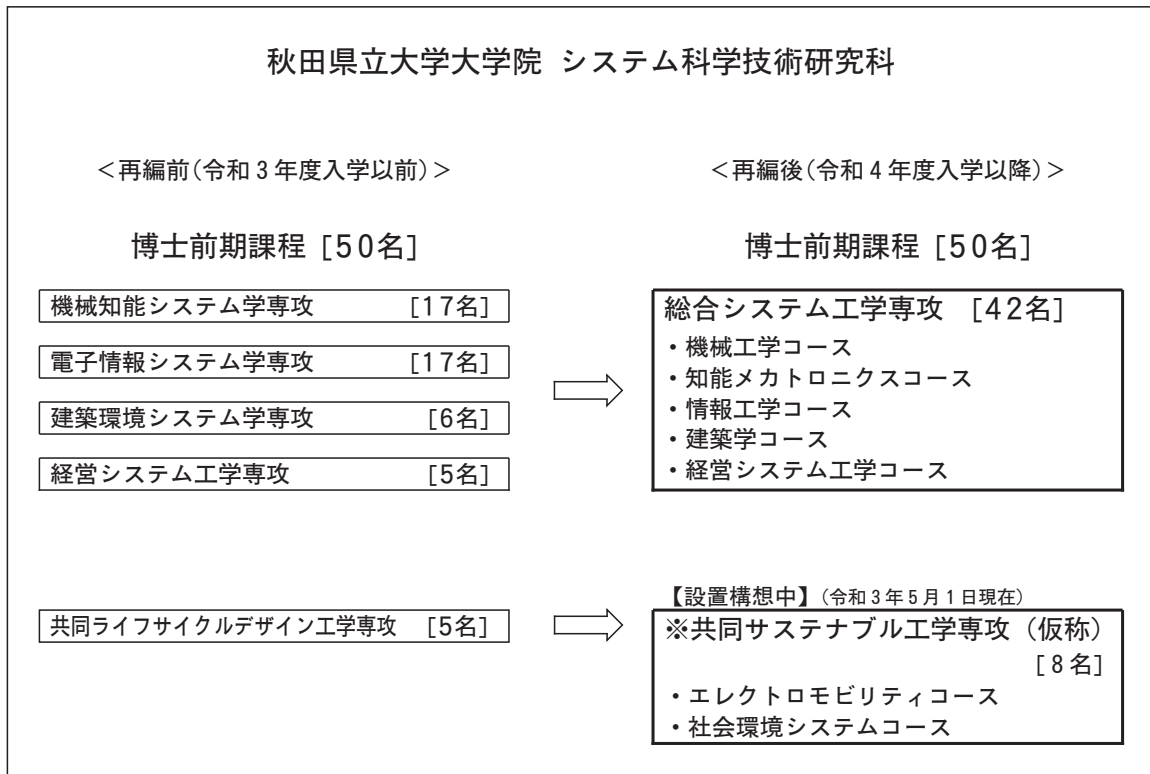 秋田県立大学大学院 システム科学技術研究科
＜再編前(令和3年度入学以前)＞
博士前期課程 [50名]
機械知能システム学専攻 [17名]
電子情報システム学専攻 [17名]
建築環境システム学専攻 [6名]
経営システム工学専攻 [5名]
共同ライフサイクルデザイン工学専攻 [5名]
＜再編後(令和4年度入学以降)＞
博士前期課程 [50名]
総合システム工学専攻 [42名]
・機械工学コース
・知能メカトロニクスコース
・情報工学コース
・建築学コース
・経営システム工学コース
【設置構想中】(令和3年5月1日現在)
※共同サステナブル工学専攻（仮称）
[8名]
・エレクトロモビリティコース
・社会環境システムコース